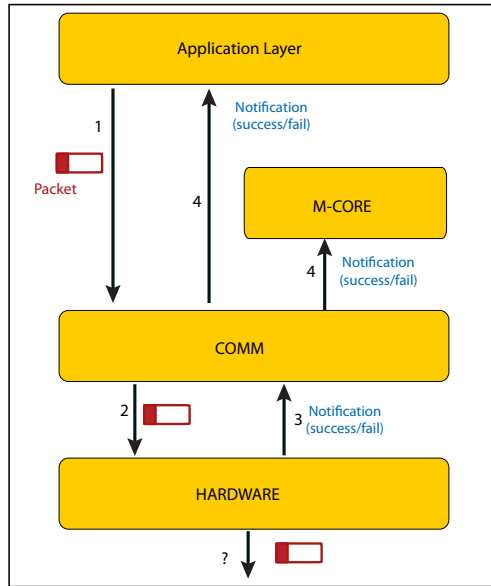 Application Layer
1
Notification
(success/fail)
Packet
4
M-CORE
4
Notification
(success/fail)
COMM
2
3
Notification
(success/fail)
HARDWARE
?